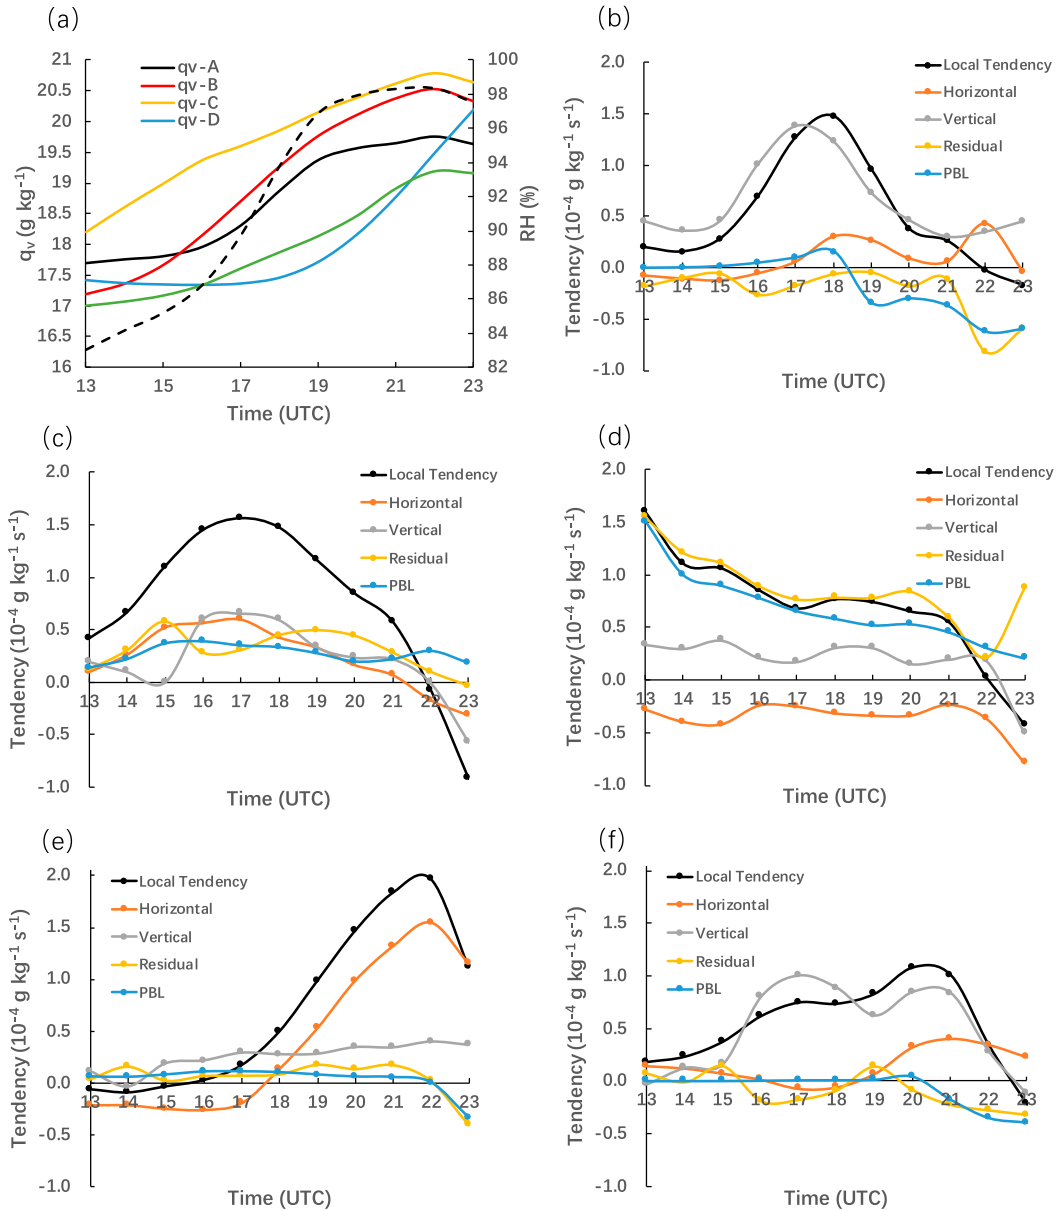 (a)
21
20.5
20
19.5
19
18.5
18
17.5
17
16.5
16
100
98
96
94
92
90
88
86
84
82
qv-A
qv-B
qv-C
qv-D
qv (g kg-1)
RH (%)
13 15 17 19 21 23
Time (UTC)
(b)
2.0
1.5
1.0
0.5
0.0
-0.5
-1.0
Local Tendency
Horizontal
Vertical
Residual
PBL
Tendency (10-4 g kg-1 s-1)
13 14 15 16 17 18 19 20 21 22 23
Time (UTC)
(c)
2.0
1.5
1.0
0.5
0.0
-0.5
-1.0
Local Tendency
Horizontal
Vertical
Residual
PBL
Tendency (10-4 g kg-1 s-1)
13 14 15 16 17 18 19 20 21 22 23
Time (UTC)
(d)
2.0
1.5
1.0
0.5
0.0
-0.5
-1.0
Local Tendency
Horizontal
Vertical
Residual
PBL
Tendency (10-4 g kg-1 s-1)
13 14 15 16 17 18 19 20 21 22 23
Time (UTC)
(e)
2.0
1.5
1.0
0.5
0.0
-0.5
-1.0
Local Tendency
Horizontal
Vertical
Residual
PBL
Tendency (10-4 g kg-1 s-1)
13 14 15 16 17 18 19 20 21 22 23
Time (UTC)
(f)
2.0
1.5
1.0
0.5
0.0
-0.5
-1.0
Local Tendency
Horizontal
Vertical
Residual
PBL
Tendency (10-4 g kg-1 s-1)
13 14 15 16 17 18 19 20 21 22 23
Time (UTC)